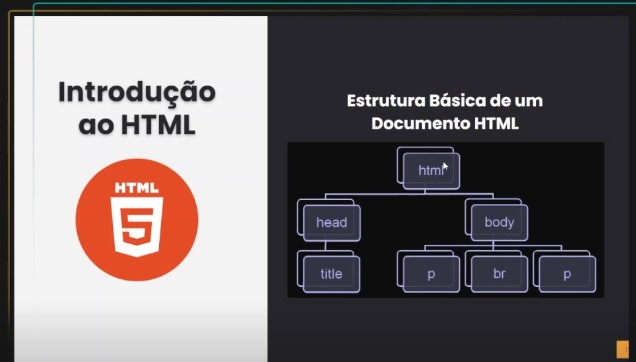 Introdução
ao HTML
HTML
5
Estrutura Básica de um
Documento HTML
html
head
body
title
p
br
p